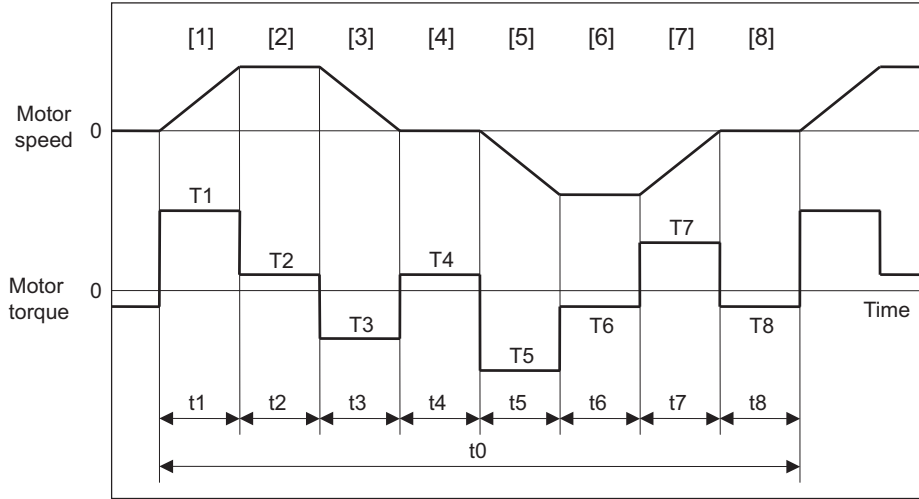 [1] [2] [3] [4] [5] [6] [7] [8]
Motor
speed
0
T1
T7
T2
T4
Motor
torque
0
Time
T3
T6
T8
T5
t1 t2 t3 t4 t5 t6 t7 t8
t0